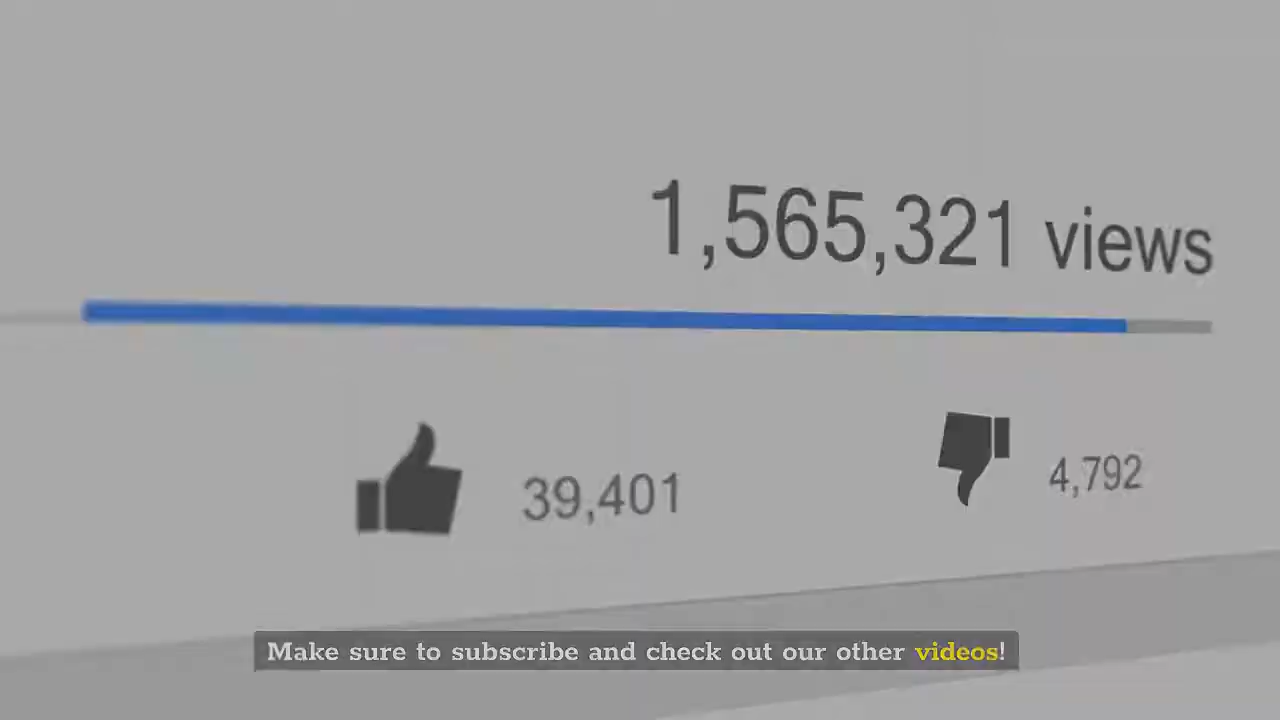 1,565,321 views
39,401
4,792
Make sure to subscribe and check out our other videos!